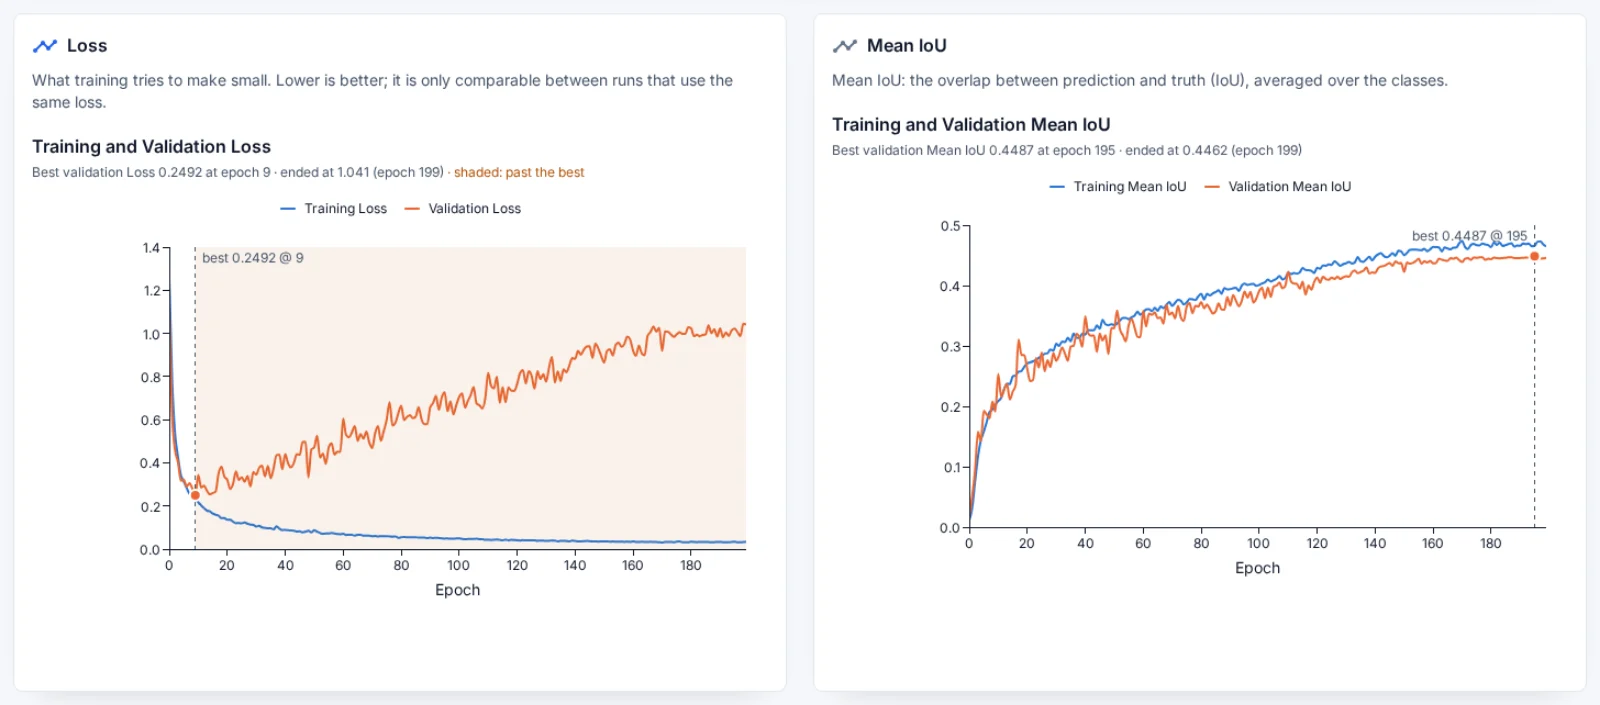 Loss
What training tries to make small. Lower is better; it is only comparable between runs that use the
same loss.
Training and Validation Loss
Best validation Loss 0.2492 at epoch 9 · ended at 1.041 (epoch 199) · shaded: past the best
Training Loss
Validation Loss
best 0.2492 @ 9
1.4
1.2
1.0
0.8
0.6
0.4
0.2
0.0
0 20 40 60 80 100 120 140 160 180
Epoch
Mean IoU
Mean IoU: the overlap between prediction and truth (IoU), averaged over the classes.
Training and Validation Mean IoU
Best validation Mean IoU 0.4487 at epoch 195 · ended at 0.4462 (epoch 199)
Training Mean IoU
Validation Mean IoU
best 0.4487 @ 195
0.5
0.4
0.3
0.2
0.1
0.0
0 20 40 60 80 100 120 140 160 180
Epoch